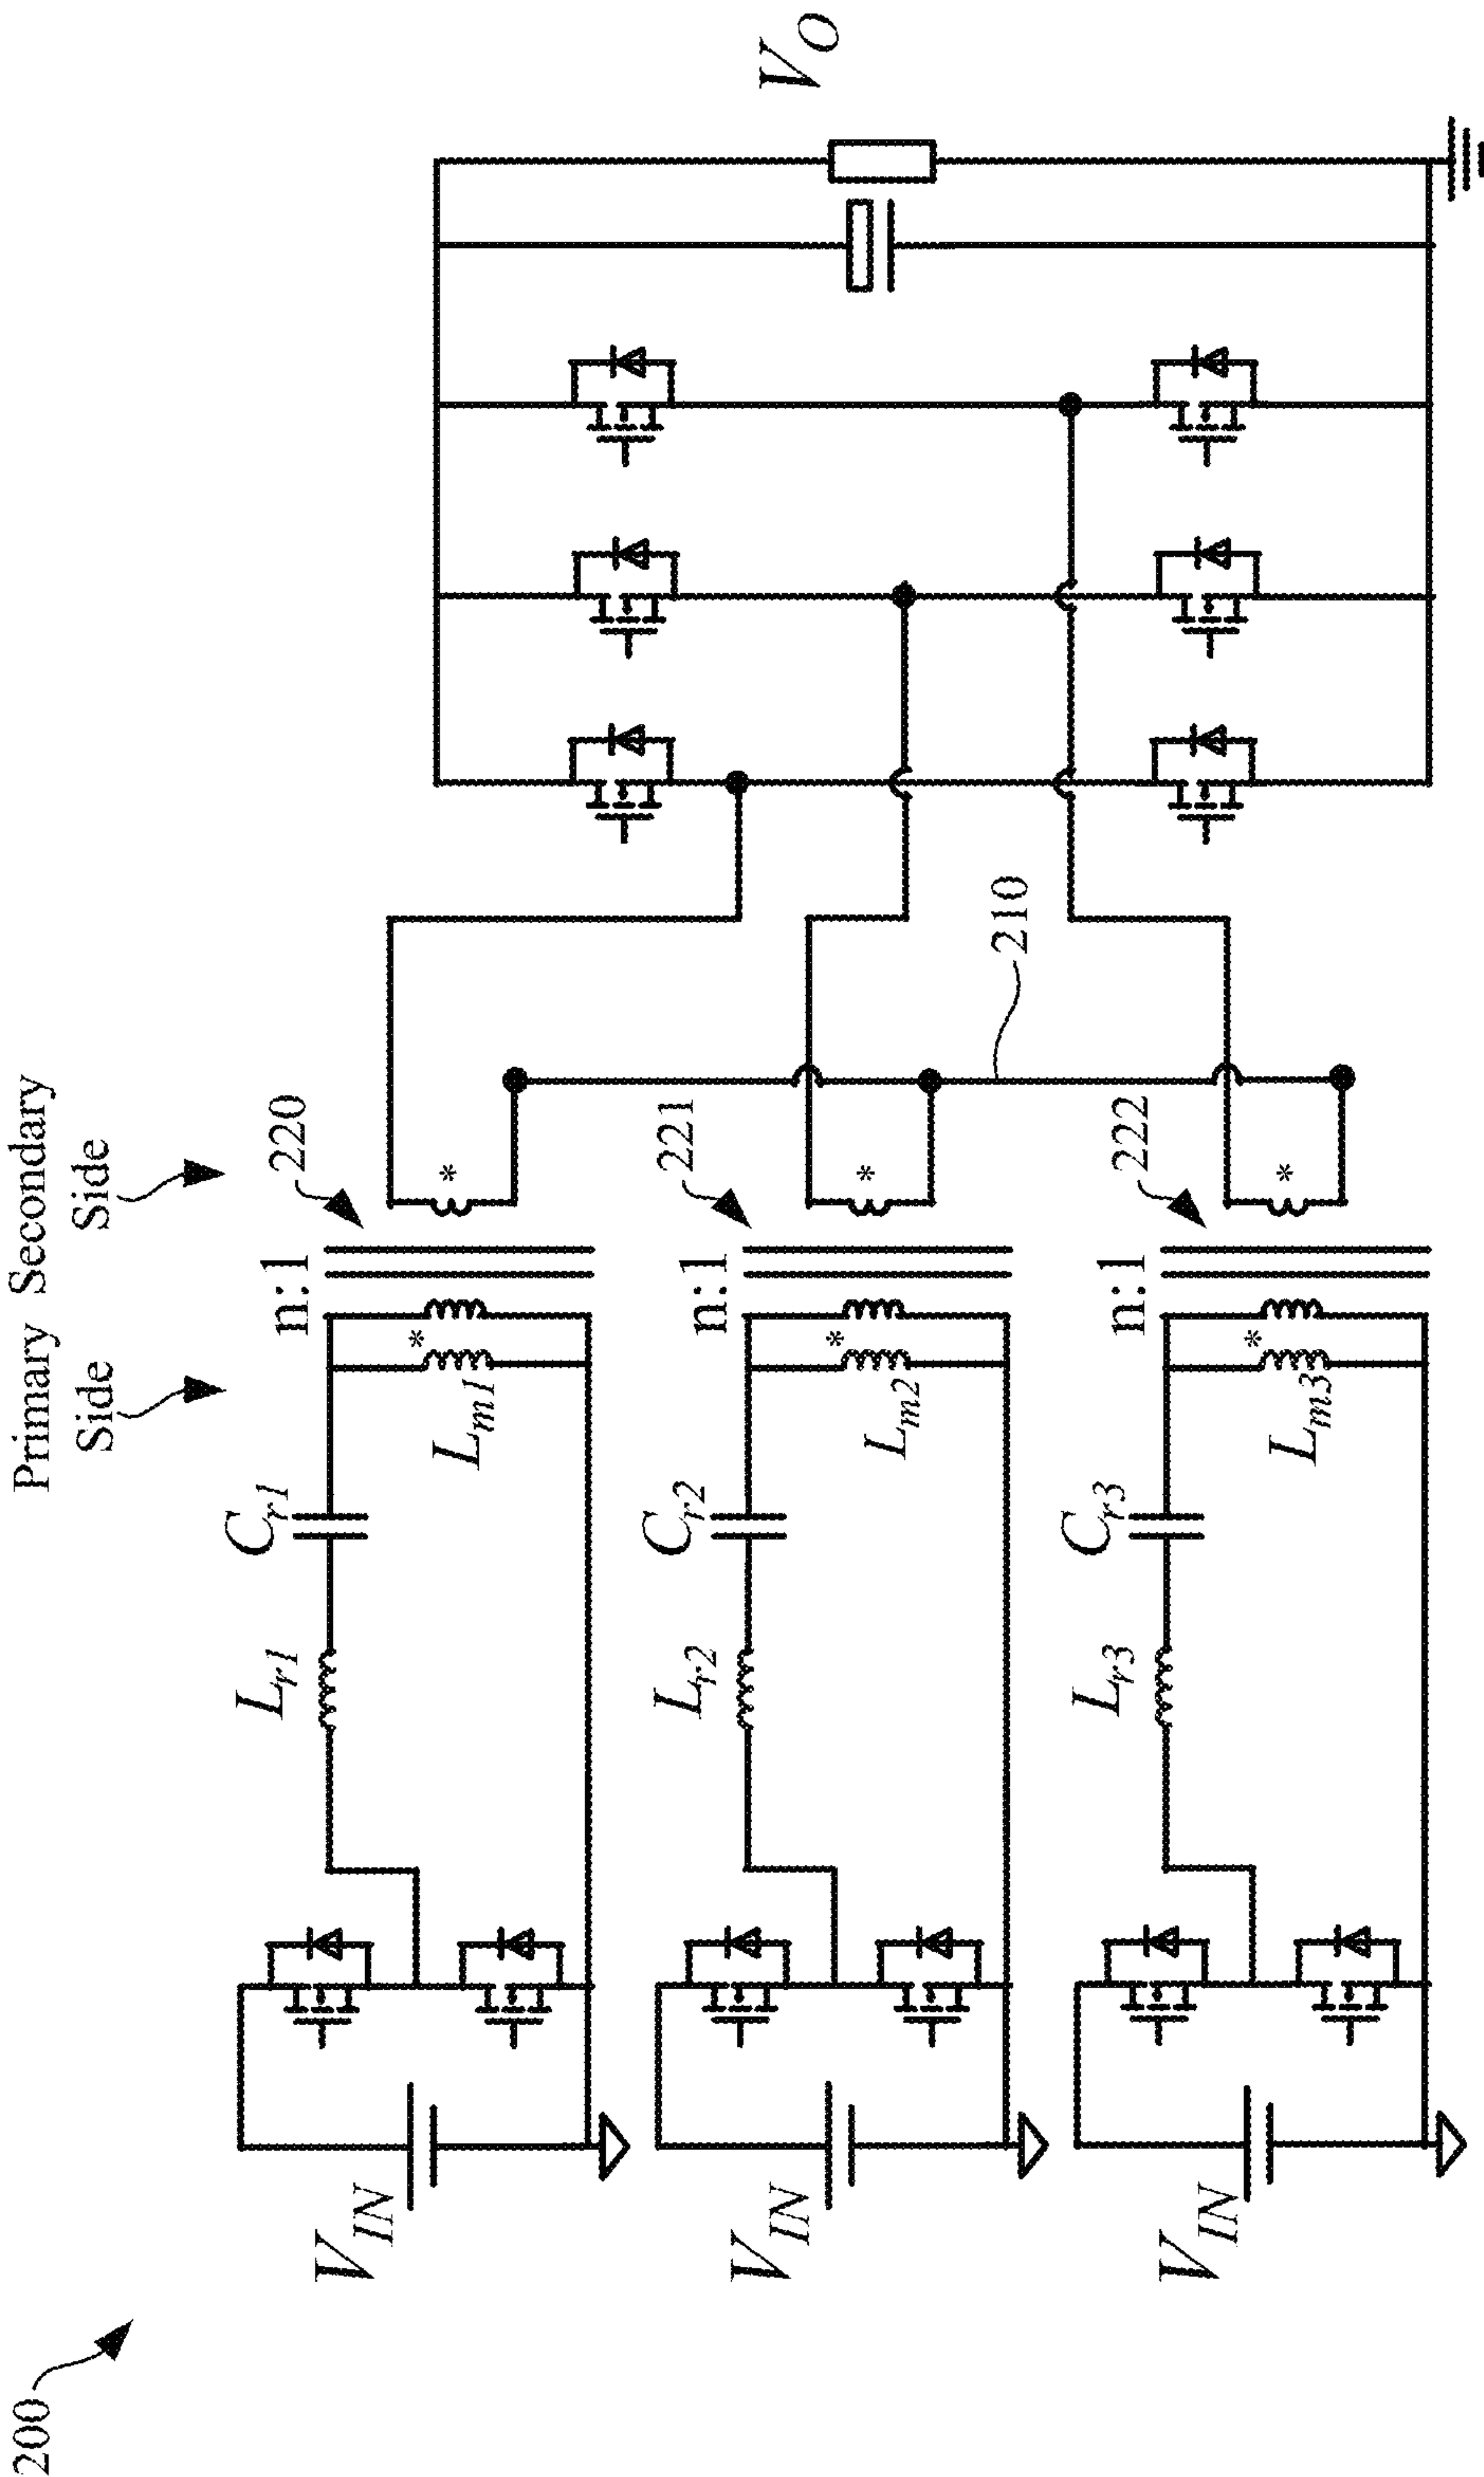 200
Primary Side
Secondary Side
V_IN
L_r1
C_r1
L_m1
*
n:1
220
*
V_IN
L_r2
C_r2
L_m2
*
n:1
221
*
210
V_O
V_IN
L_r3
C_r3
L_m3
*
n:1
222
*